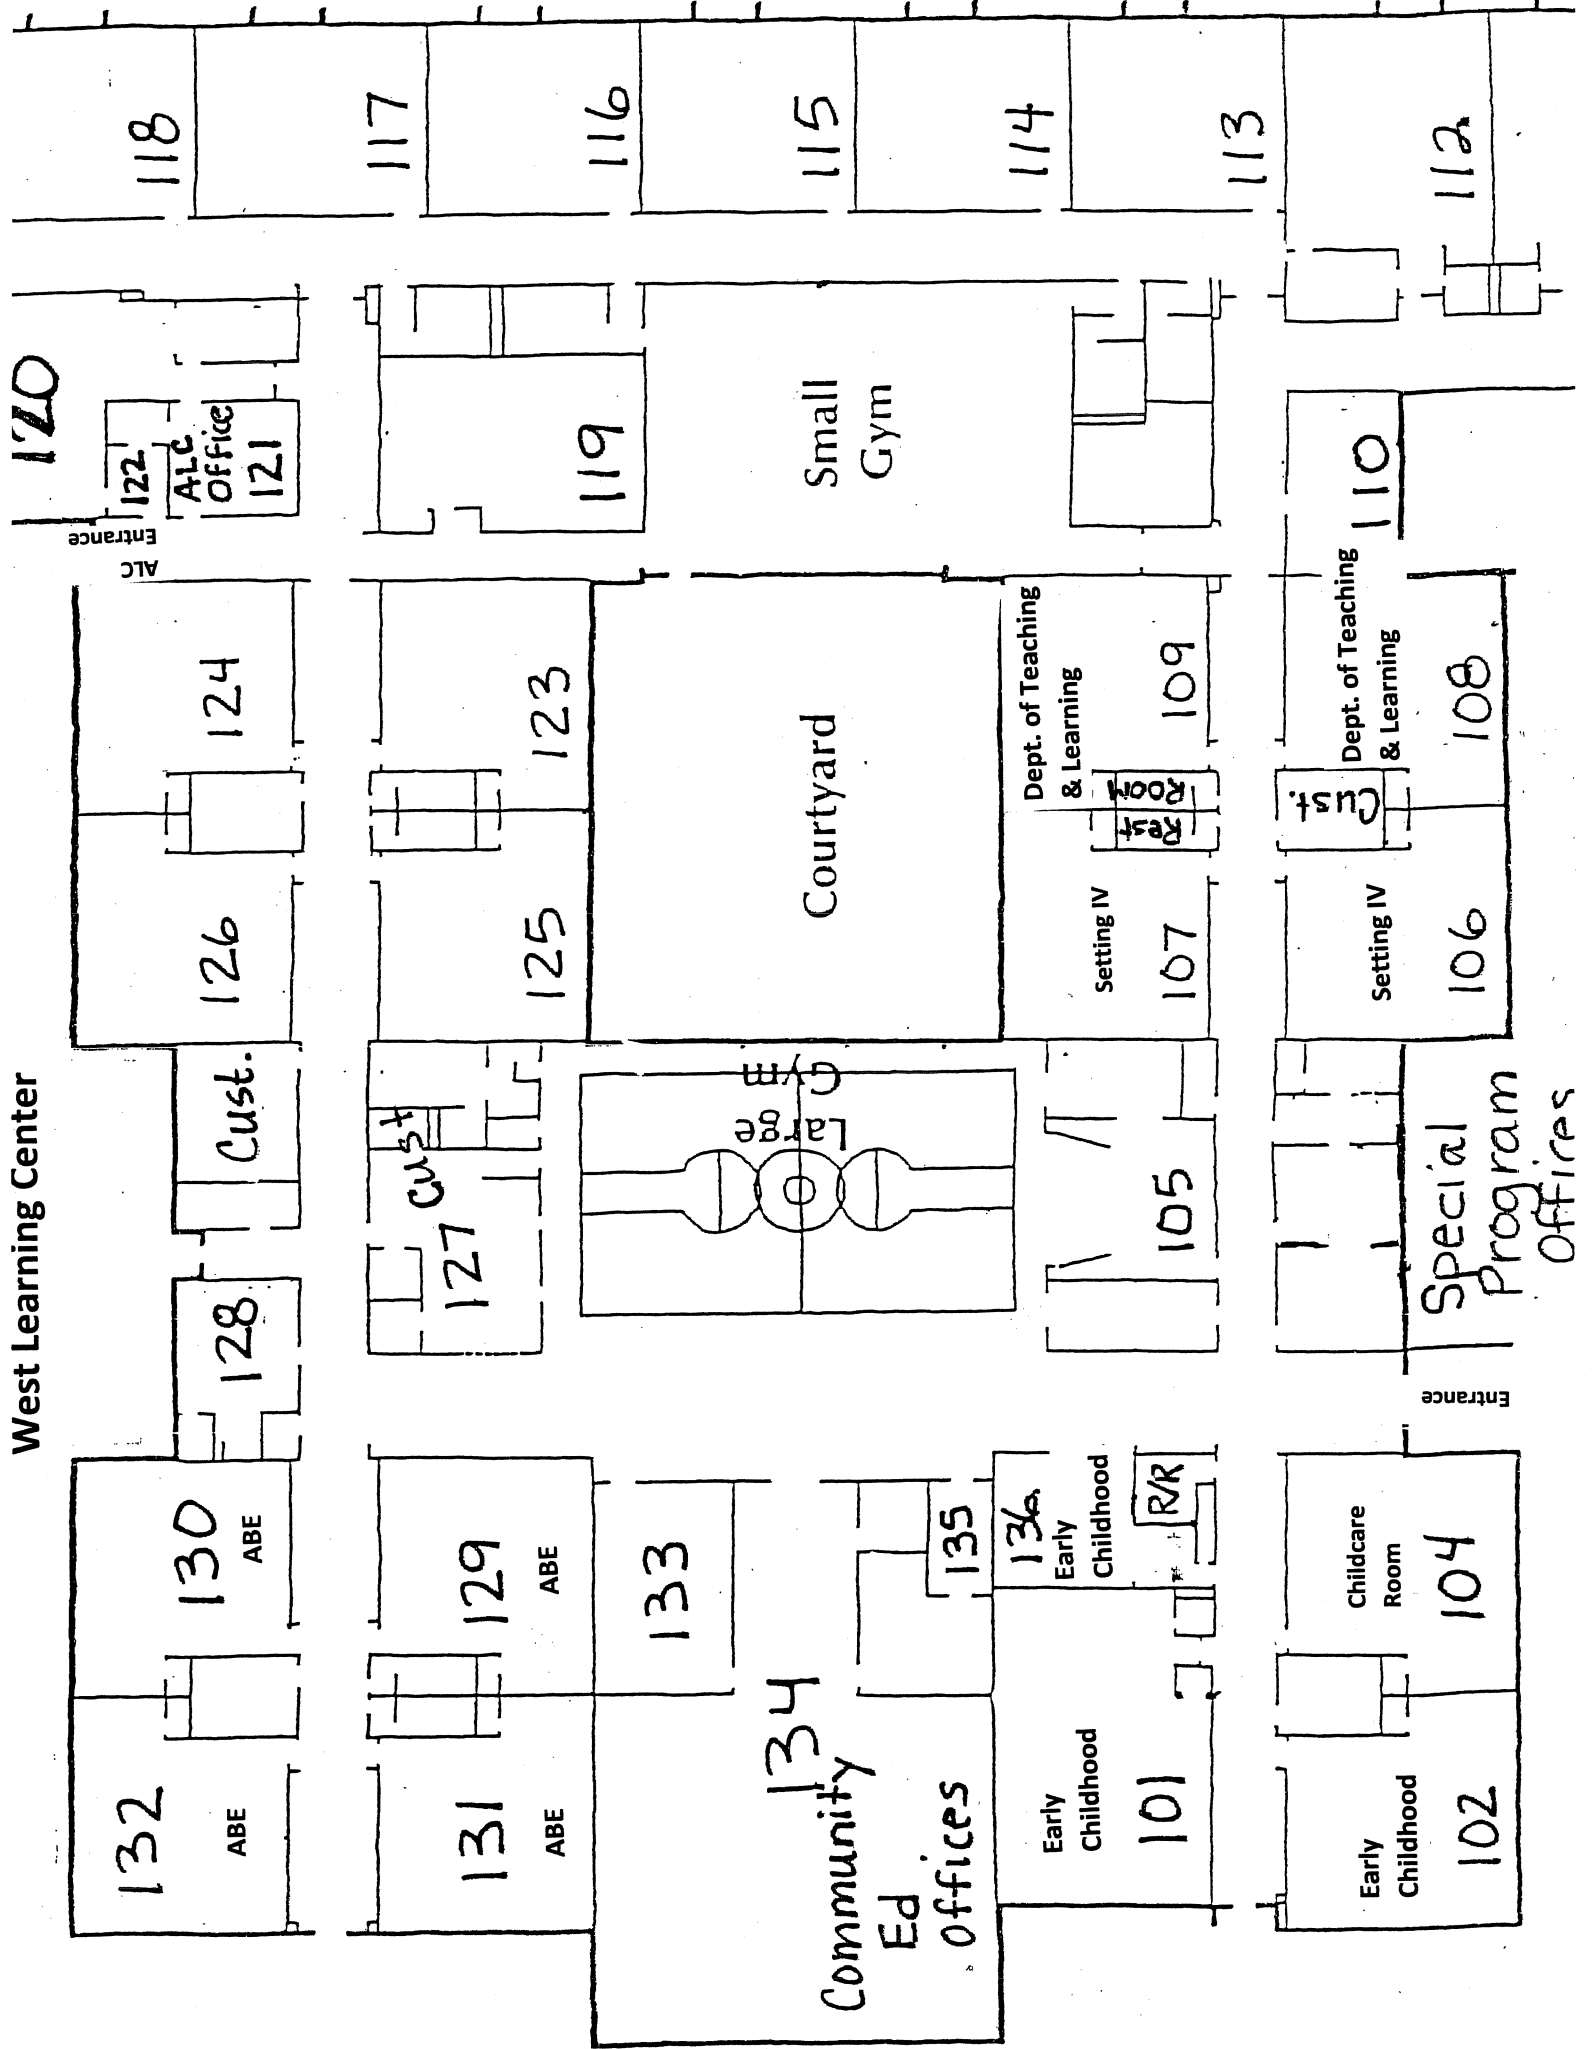 West Learning Center
132
ABE
130
ABE
128
Cust.
126
124
ALC
Entrance
122
ALC
Office
121
120
118
131
ABE
129
ABE
127
Cust
125
123
119
117
116
133
134
Community
Ed
Offices
135
Large
Gym
Courtyard
Small
Gym
115
114
Early
Childhood
101
136
Early
Childhood
R/R
105
Setting IV
107
Rest
Room
Dept. of Teaching
& Learning
109
113
Early
Childhood
102
Childcare
Room
104
Entrance
Special
Program
Offices
Setting IV
106
Cust.
Dept. of Teaching
& Learning
108
110
112